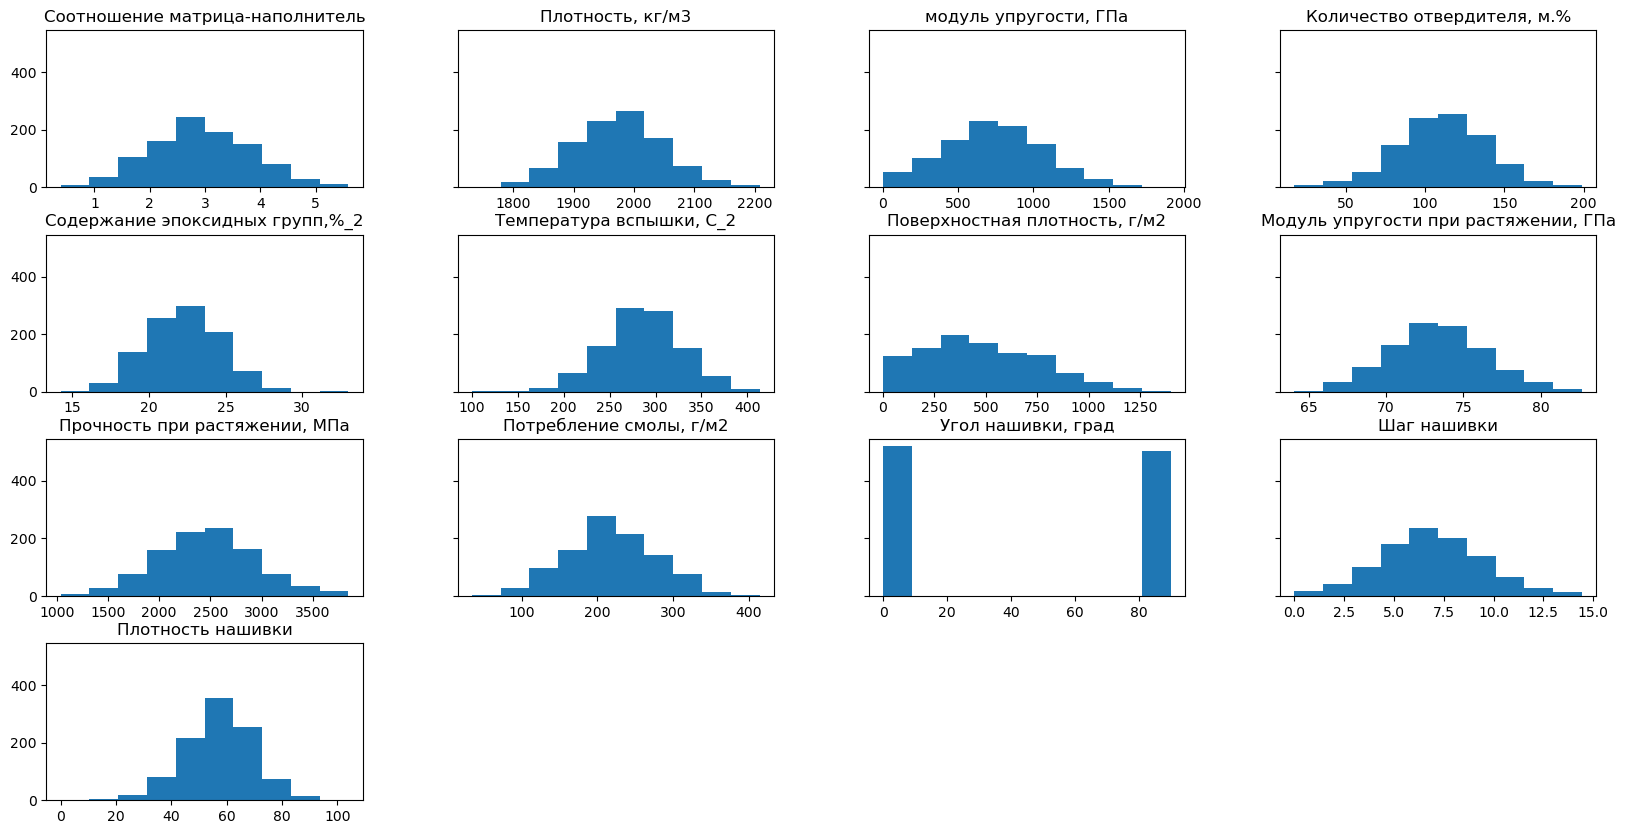 Соотношение матрица-наполнитель
Плотность, кг/м3
модуль упругости, ГПа
Количество отвердителя, м.%
400
200
0
1 2 3 4 5
1800 1900 2000 2100 2200
0 500 1000 1500 2000
50 100 150 200
Содержание эпоксидных групп,%_2
Температура вспышки, С_2
Поверхностная плотность, г/м2
Модуль упругости при растяжении, ГПа
400
200
0
15 20 25 30
100 150 200 250 300 350 400
0 250 500 750 1000 1250
65 70 75 80
Прочность при растяжении, МПа
Потребление смолы, г/м2
Угол нашивки, град
Шаг нашивки
400
200
0
1000 1500 2000 2500 3000 3500
100 200 300 400
0 20 40 60 80
0.0 2.5 5.0 7.5 10.0 12.5 15.0
Плотность нашивки
400
200
0
0 20 40 60 80 100